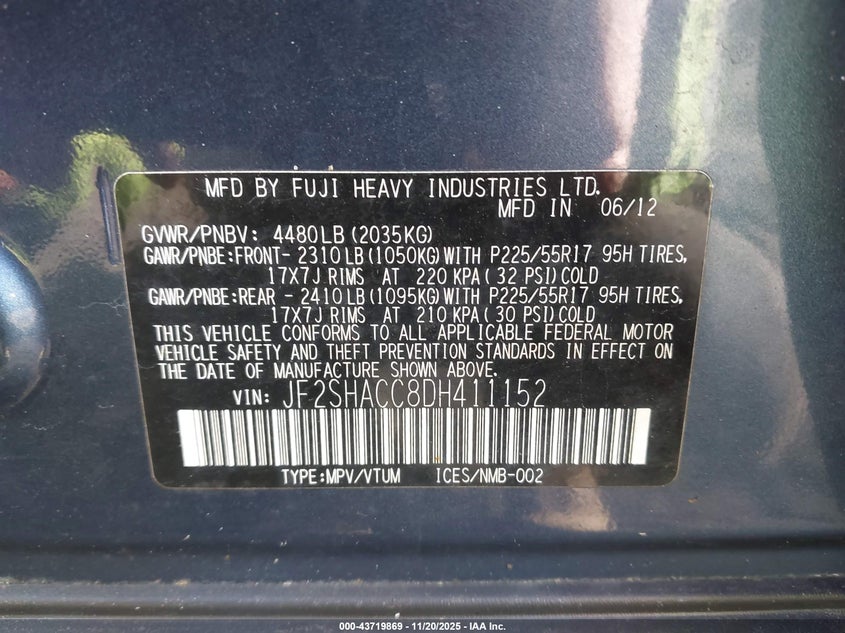 MFD BY FUJI HEAVY INDUSTRIES LTD.
MFD IN 06/12
GVWR/PNBV: 4480LB(2035KG)
GAWR/PNBE:FRONT- 2310LB(1050KG)WITH P225/55R17 95H TIRES,
17X7J RIMS AT 220 KPA(32 PSI)COLD
GAWR/PNBE:REAR - 2410LB(1095KG)WITH P225/55R17 95H TIRES,
17X7J RIMS AT 210 KPA(30 PSI)COLD
THIS VEHICLE CONFORMS TO ALL APPLICABLE FEDERAL MOTOR
VEHICLE SAFETY AND THEFT PREVENTION STANDARDS IN EFFECT ON
THE DATE OF MANUFACTURE SHOWN ABOVE.
VIN: JF2SHACC8DH411152
TYPE:MPV/VTUM ICES/NMB-002
000-43719869 - 11/20/2025 - IAA Inc.